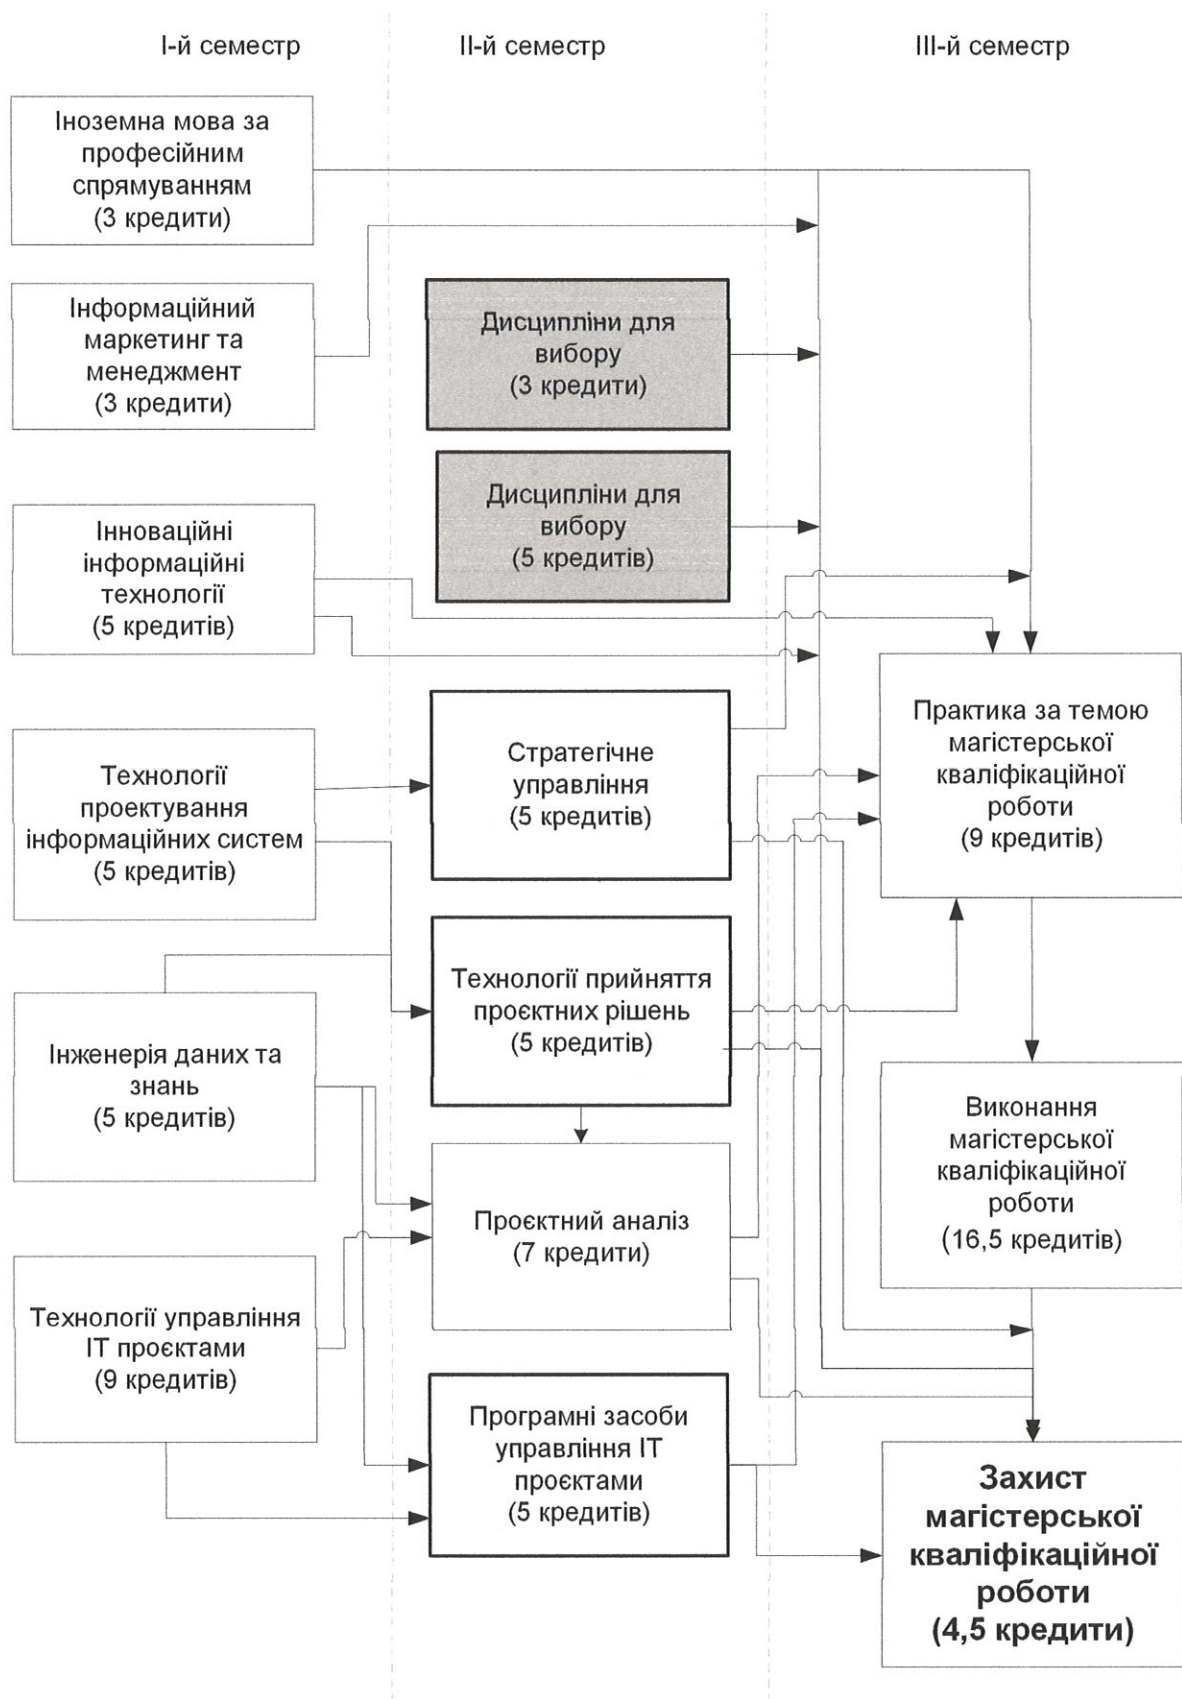 І-й семестр
ІІ-й семестр
ІІІ-й семестр
Іноземна мова за
професійним
спрямуванням
(3 кредити)
Інформаційний
маркетинг та
менеджмент
(3 кредити)
Інноваційні
інформаційні
технології
(5 кредитів)
Технології
проектування
інформаційних систем
(5 кредитів)
Інженерія даних та
знань
(5 кредитів)
Технології управління
ІТ проєктами
(9 кредитів)
Дисципліни для
вибору
(3 кредити)
Дисципліни для
вибору
(5 кредитів)
Стратегічне
управління
(5 кредитів)
Технології прийняття
проєктних рішень
(5 кредитів)
Проєктний аналіз
(7 кредити)
Програмні засоби
управління ІТ
проєктами
(5 кредитів)
Практика за темою
магістерської
кваліфікаційної
роботи
(9 кредитів)
Виконання
магістерської
кваліфікаційної
роботи
(16,5 кредитів)
Захист
магістерської
кваліфікаційної
роботи
(4,5 кредити)